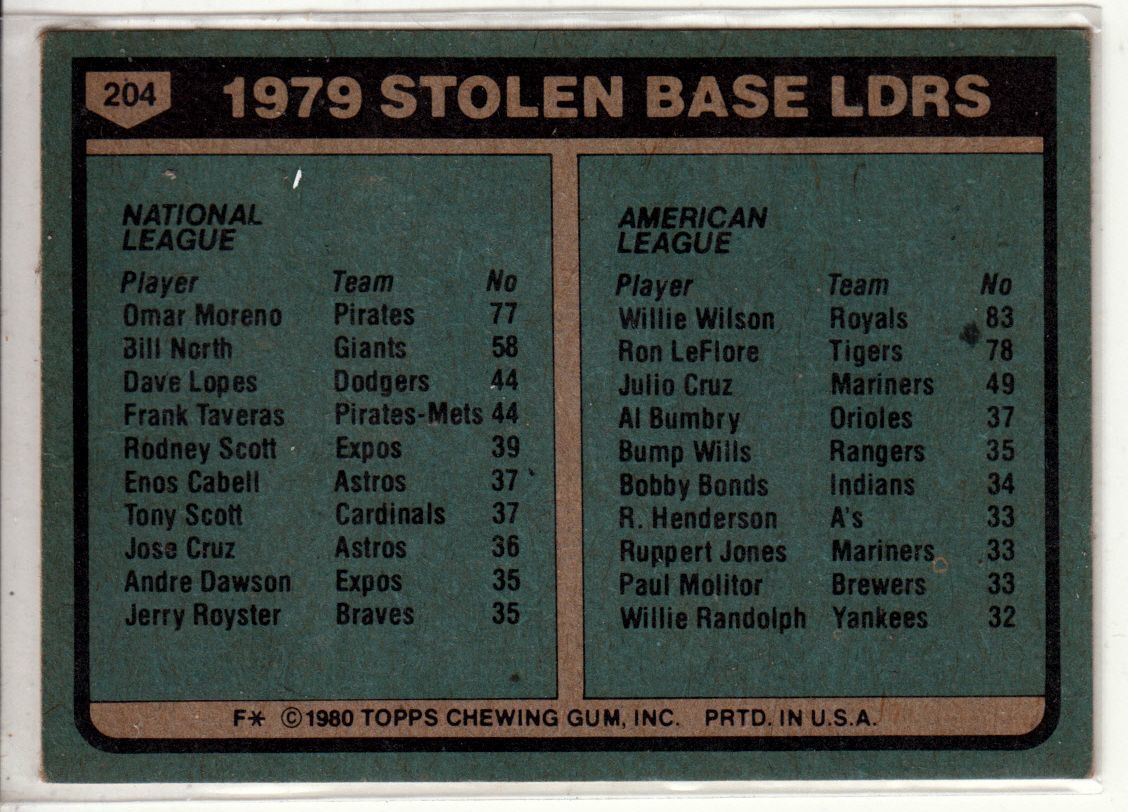 204 1979 STOLEN BASE LDRS
NATIONAL
LEAGUE
Player Team No
Omar Moreno Pirates 77
Bill North Giants 58
Dave Lopes Dodgers 44
Frank Taveras Pirates-Mets 44
Rodney Scott Expos 39
Enos Cabell Astros 37
Tony Scott Cardinals 37
Jose Cruz Astros 36
Andre Dawson Expos 35
Jerry Royster Braves 35
AMERICAN
LEAGUE
Player Team No
Willie Wilson Royals 83
Ron LeFlore Tigers 78
Julio Cruz Mariners 49
Al Bumbry Orioles 37
Bump Wills Rangers 35
Bobby Bonds Indians 34
R. Henderson A's 33
Ruppert Jones Mariners 33
Paul Molitor Brewers 33
Willie Randolph Yankees 32
F* ©1980 TOPPS CHEWING GUM, INC. PRTD. IN U.S.A.